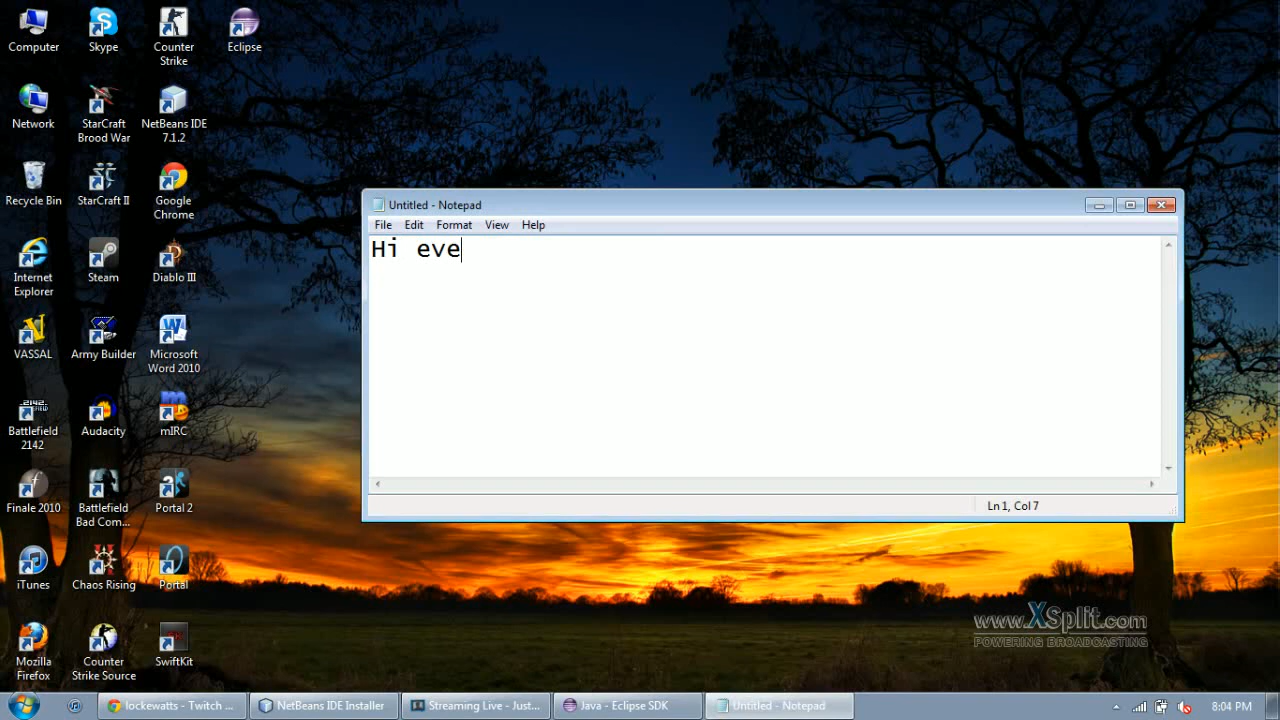 Computer
Skype
Counter
Strike
Eclipse
Network
StarCraft
Brood War
NetBeans IDE
7.1.2
Recycle Bin
StarCraft II
Google
Chrome
Internet
Explorer
Steam
Diablo III
VASSAL
Army Builder
Microsoft
Word 2010
Battlefield
2142
Audacity
mIRC
Finale 2010
Battlefield
Bad Com...
Portal 2
iTunes
Chaos Rising
Portal
Mozilla
Firefox
Counter
Strike Source
SwiftKit
Untitled - Notepad
File Edit Format View Help
Hi eve
Ln 1, Col 7
www.XSplit.com
POWERING BROADCASTING
lockewatts - Twitch ...
NetBeans IDE Installer
Streaming Live - Just...
Java - Eclipse SDK
Untitled - Notepad
8:04 PM